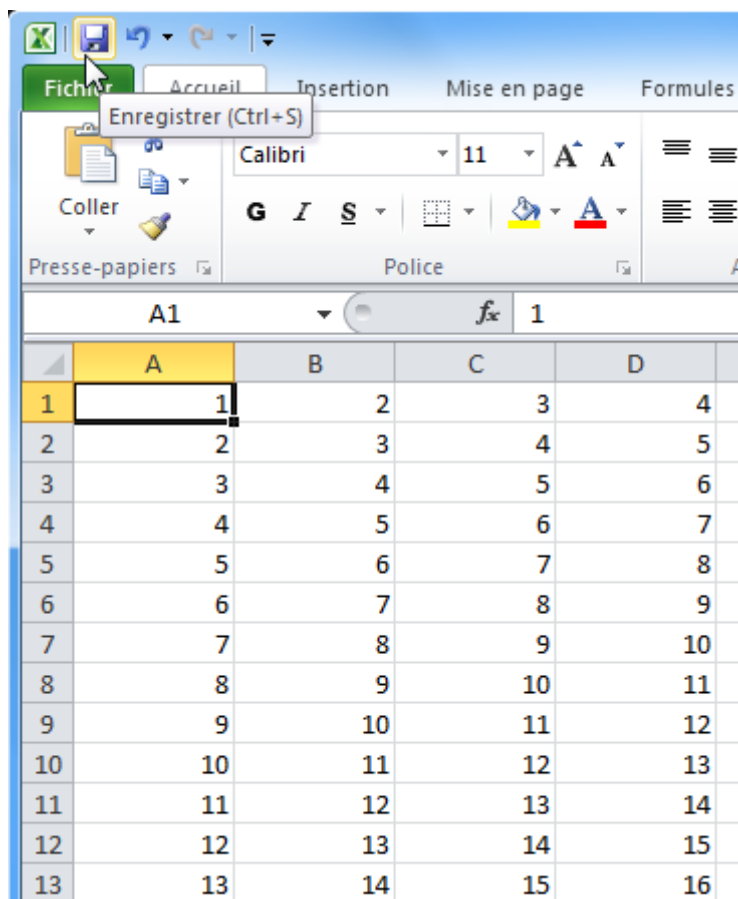 Fichier Accueil Insertion Mise en page Formules
Enregistrer (Ctrl+S)
Calibri 11 A A
Coller
G I S A
Presse-papiers Police
A1 fx 1
A B C D
1 1 2 3 4
2 2 3 4 5
3 3 4 5 6
4 4 5 6 7
5 5 6 7 8
6 6 7 8 9
7 7 8 9 10
8 8 9 10 11
9 9 10 11 12
10 10 11 12 13
11 11 12 13 14
12 12 13 14 15
13 13 14 15 16